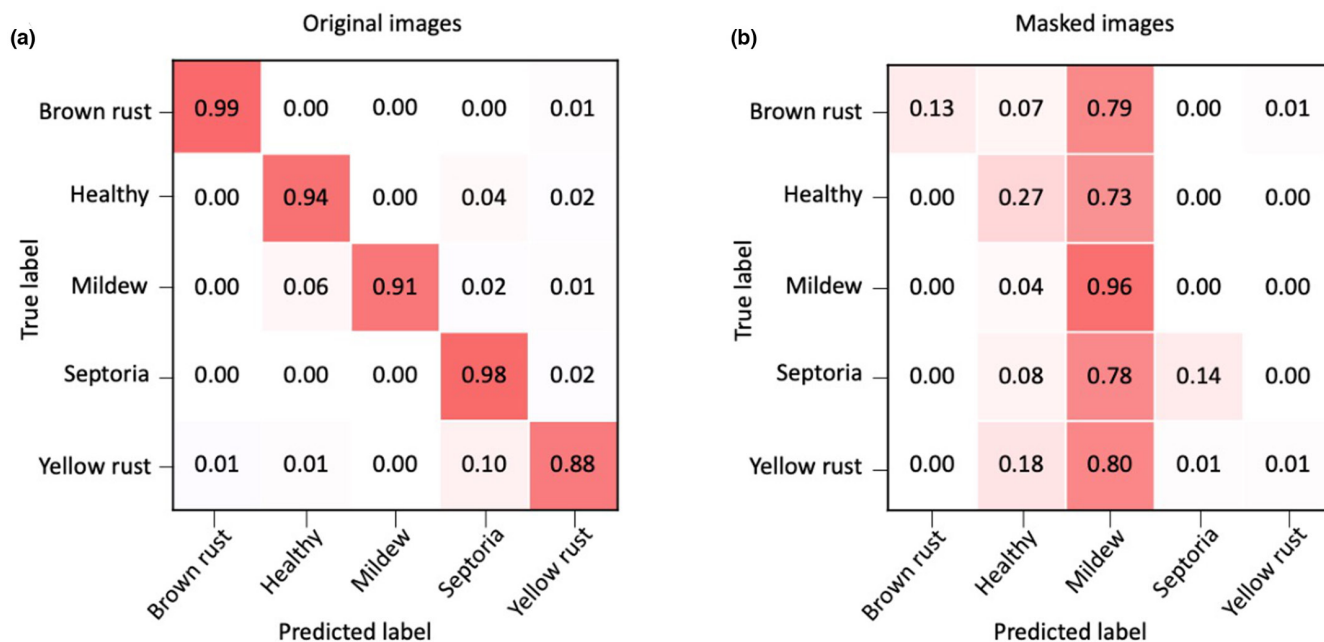 (a)
Original images
Brown rust 0.99 0.00 0.00 0.00 0.01
Healthy 0.00 0.94 0.00 0.04 0.02
Mildew 0.00 0.06 0.91 0.02 0.01
Septoria 0.00 0.00 0.00 0.98 0.02
Yellow rust 0.01 0.01 0.00 0.10 0.88
True label
Brown rust Healthy Mildew Septoria Yellow rust
Predicted label
(b)
Masked images
Brown rust 0.13 0.07 0.79 0.00 0.01
Healthy 0.00 0.27 0.73 0.00 0.00
Mildew 0.00 0.04 0.96 0.00 0.00
Septoria 0.00 0.08 0.78 0.14 0.00
Yellow rust 0.00 0.18 0.80 0.01 0.01
True label
Brown rust Healthy Mildew Septoria Yellow rust
Predicted label